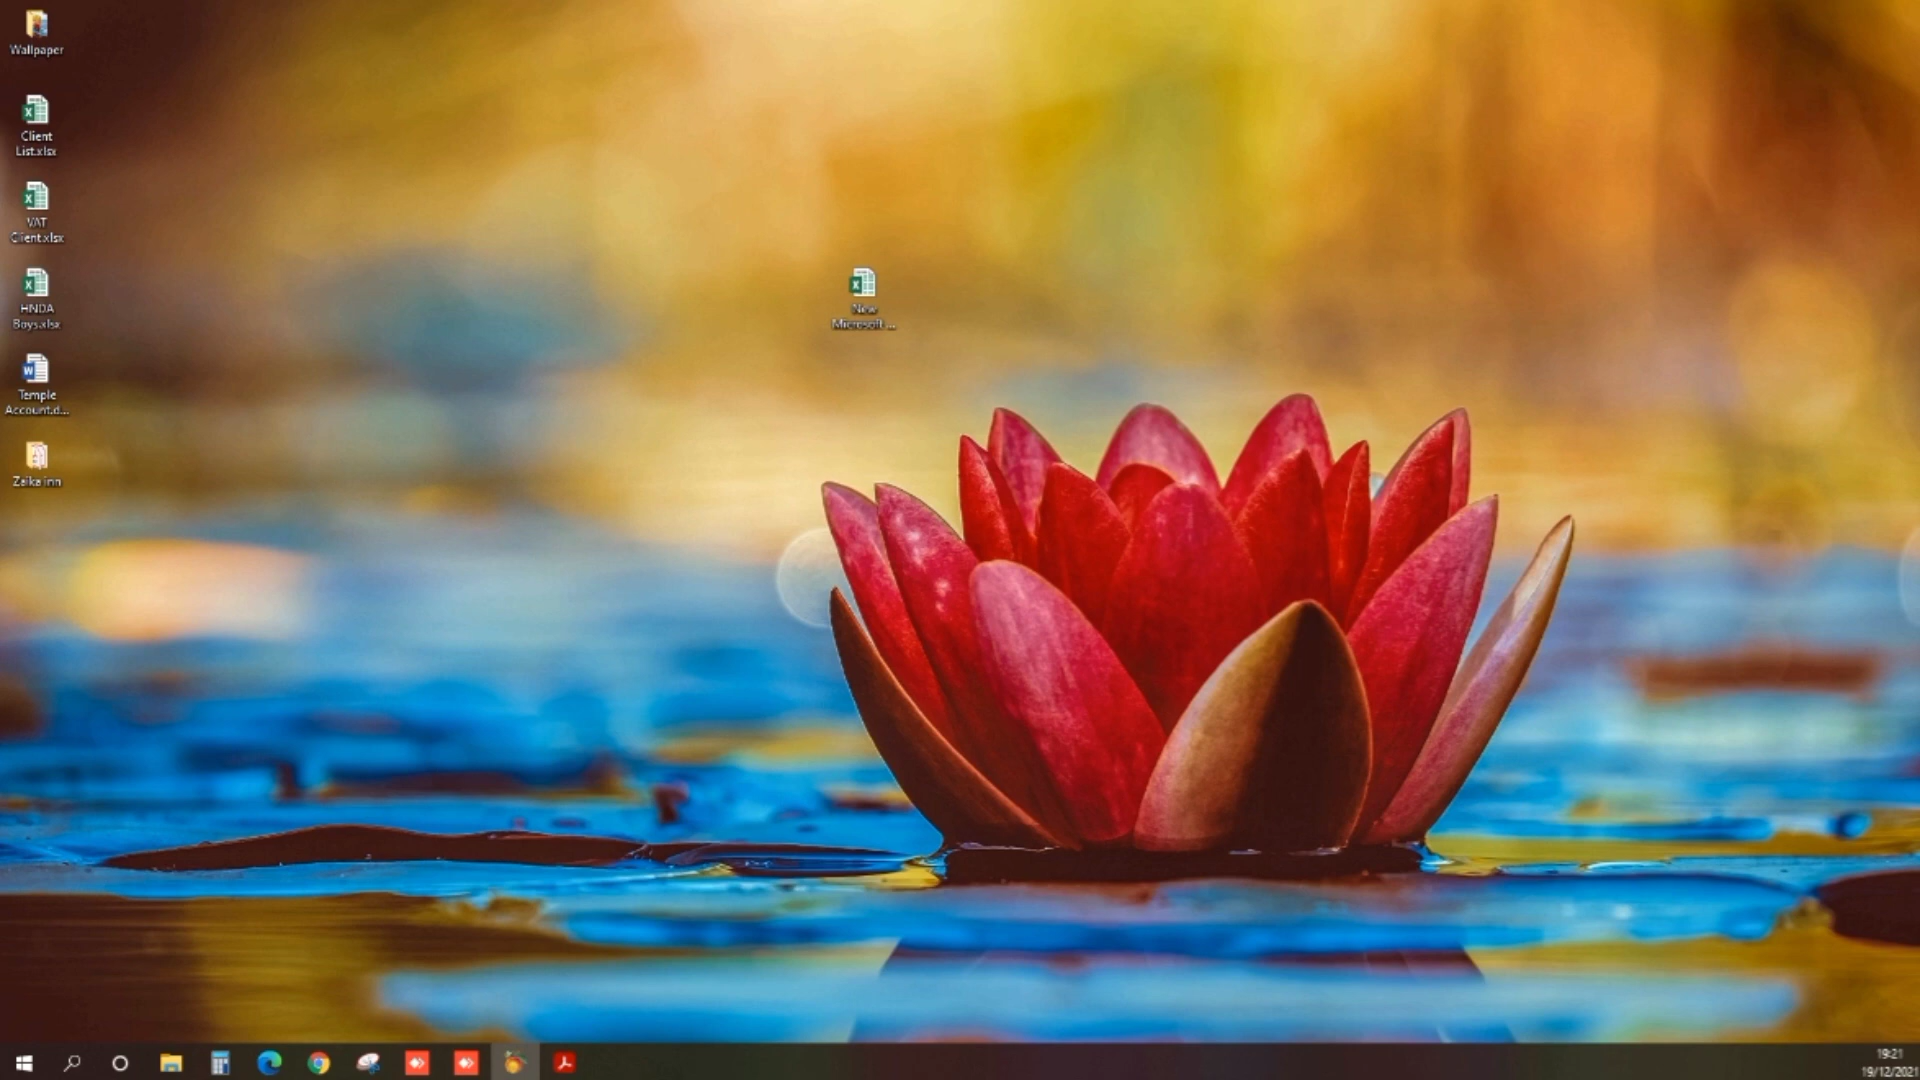 Wallpaper
Client
List.xlsx
VAT
Client.xlsx
HNDA
Boys.xlsx
Temple
Account.d...
Zaika inn
New
Microsoft ...
19:21
19/12/2021